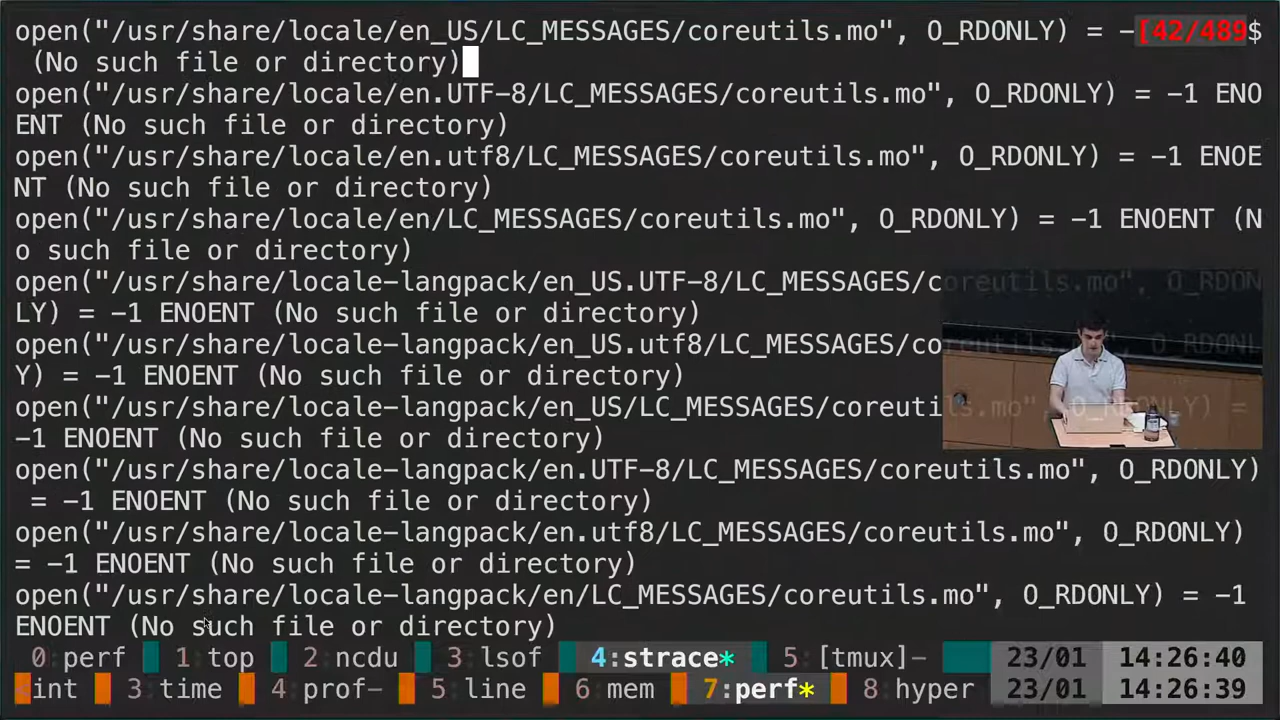 open("/usr/share/locale/en_US/LC_MESSAGES/coreutils.mo", O_RDONLY) = -[42/489$
(No such file or directory)
open("/usr/share/locale/en.UTF-8/LC_MESSAGES/coreutils.mo", O_RDONLY) = -1 ENO
ENT (No such file or directory)
open("/usr/share/locale/en.utf8/LC_MESSAGES/coreutils.mo", O_RDONLY) = -1 ENOE
NT (No such file or directory)
open("/usr/share/locale/en/LC_MESSAGES/coreutils.mo", O_RDONLY) = -1 ENOENT (N
o such file or directory)
open("/usr/share/locale-langpack/en_US.UTF-8/LC_MESSAGES/coreutils.mo", O_RDON
LY) = -1 ENOENT (No such file or directory)
open("/usr/share/locale-langpack/en_US.utf8/LC_MESSAGES/coreutils.mo", O_RDONL
Y) = -1 ENOENT (No such file or directory)
open("/usr/share/locale-langpack/en_US/LC_MESSAGES/coreutils.mo", O_RDONLY) =
-1 ENOENT (No such file or directory)
open("/usr/share/locale-langpack/en.UTF-8/LC_MESSAGES/coreutils.mo", O_RDONLY)
= -1 ENOENT (No such file or directory)
open("/usr/share/locale-langpack/en.utf8/LC_MESSAGES/coreutils.mo", O_RDONLY)
= -1 ENOENT (No such file or directory)
open("/usr/share/locale-langpack/en/LC_MESSAGES/coreutils.mo", O_RDONLY) = -1
ENOENT (No such file or directory)
0:perf 1:top 2:ncdu 3:lsof 4:strace* 5:[tmux]- 23/01 14:26:40
<int 3:time 4:prof- 5:line 6:mem 7:perf* 8:hyper 23/01 14:26:39